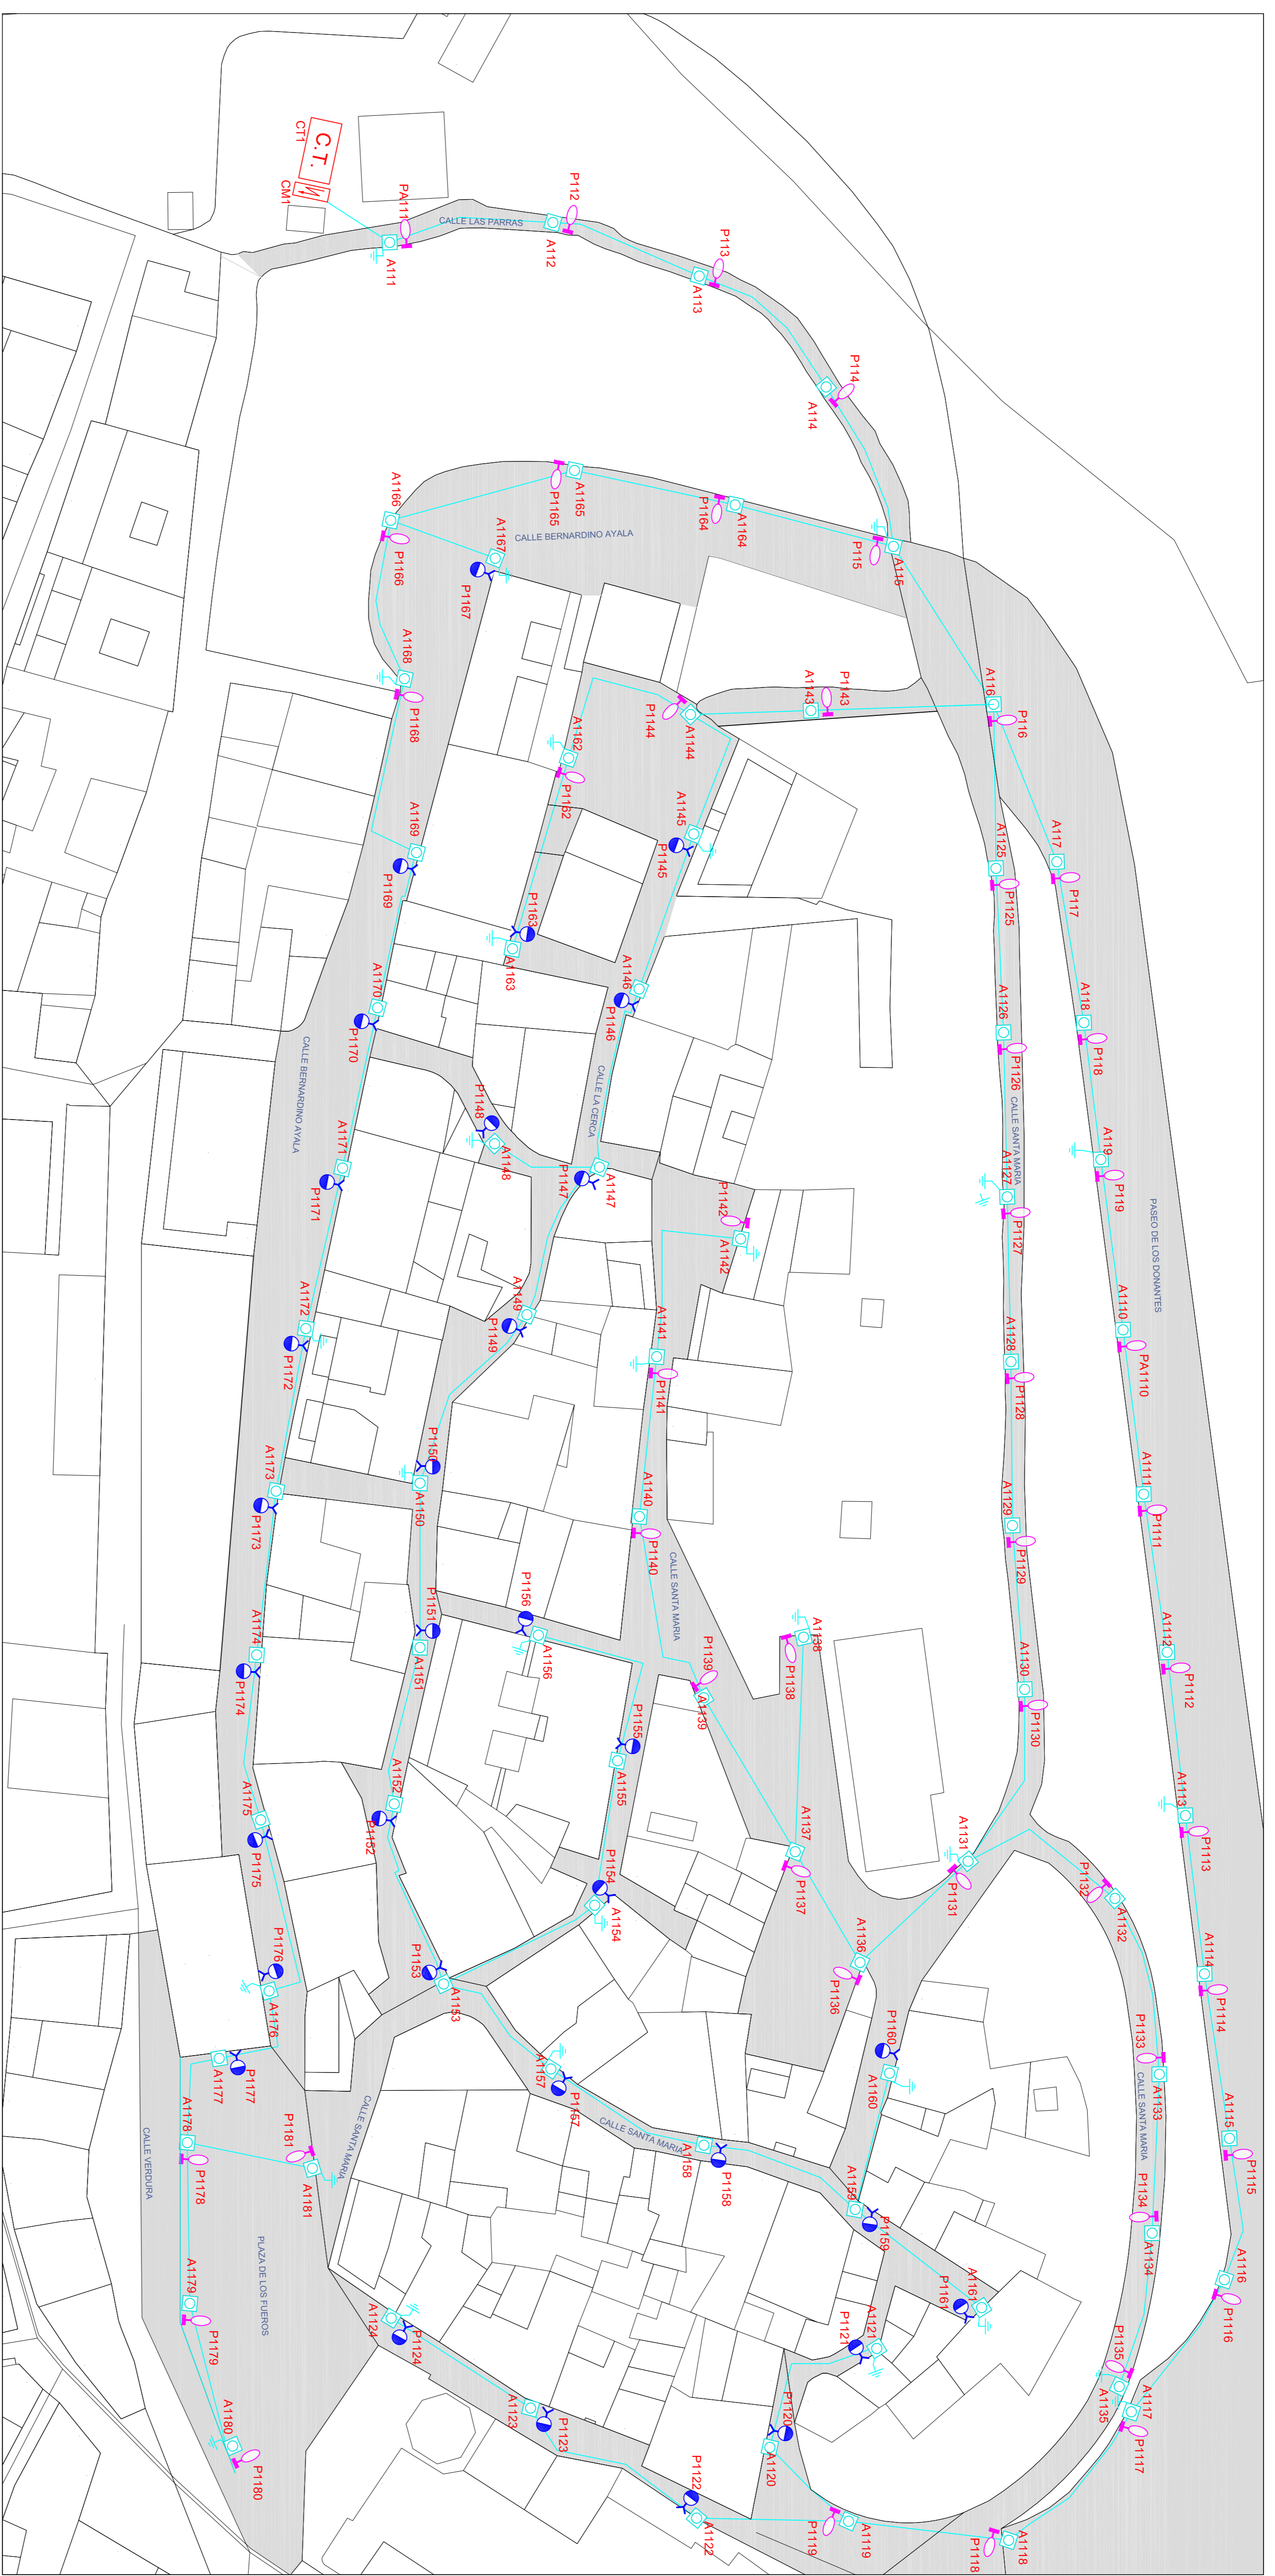 C.T.
CT1
CM1
PA111
A111
CALLE LAS PARRAS
P112
A112
P113
A113
P114
A114
P115
A115
A1164
P1164
A1165
P1165
CALLE BERNARDINO AYALA
A1166
P1166
A1167
P1167
A1168
P1168
A116
P116
P1143
A1143
P1144
A1144
A1162
P1162
A1145
P1145
A117
P117
A1125
P1125
A1169
P1169
P1163
A1163
A1146
P1146
A1170
P1170
A118
P118
A1126
P1126
CALLE SANTA MARIA
CALLE BERNARDINO AYALA
CALLE LA CERCA
P1148
A1148
A1147
P1147
A119
P119
A1127
P1127
A1171
P1171
P1142
A1142
PASEO DE LOS DONANTES
A1110
PA1110
A1128
P1128
A1149
P1149
A1172
P1172
A1141
P1141
P1150
A1150
A1173
P1173
A1111
P1111
A1129
P1129
A1140
P1140
CALLE SANTA MARIA
P1156
A1156
P1151
A1151
A1174
P1174
A1138
P1138
P1139
A1139
A1112
P1112
A1130
P1130
P1155
A1155
A1152
P1152
A1175
P1175
A1113
P1113
A1131
P1131
A1137
P1137
P1132
A1132
P1154
A1154
P1153
A1153
P1176
A1176
A1136
P1136
A1114
P1114
P1177
A1177
P1133
A1133
CALLE SANTA MARIA
P1160
A1160
A1157
P1157
CALLE SANTA MARIA
A1158
P1158
A1178
P1178
P1181
A1181
CALLE SANTA MARIA
CALLE VERDURA
PLAZA DE LOS FUEROS
A1115
P1115
P1134
A1134
A1159
P1159
A1116
P1116
A1161
P1161
A1121
P1121
A1179
P1179
A1124
P1124
P1135
A1135
A1117
P1117
P1120
A1120
A1123
P1123
A1180
P1180
P1122
A1122
A1119
P1119
A1118
P1118